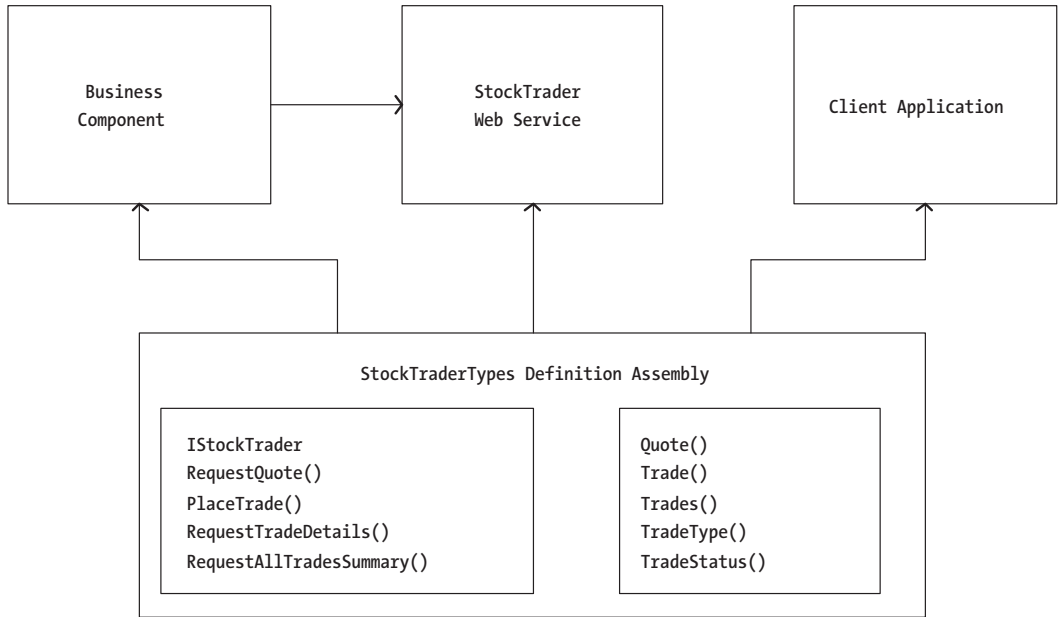 Business
Component
StockTrader
Web Service
Client Application
StockTraderTypes Definition Assembly
IStockTrader
RequestQuote()
PlaceTrade()
RequestTradeDetails()
RequestAllTradesSummary()
Quote()
Trade()
Trades()
TradeType()
TradeStatus()